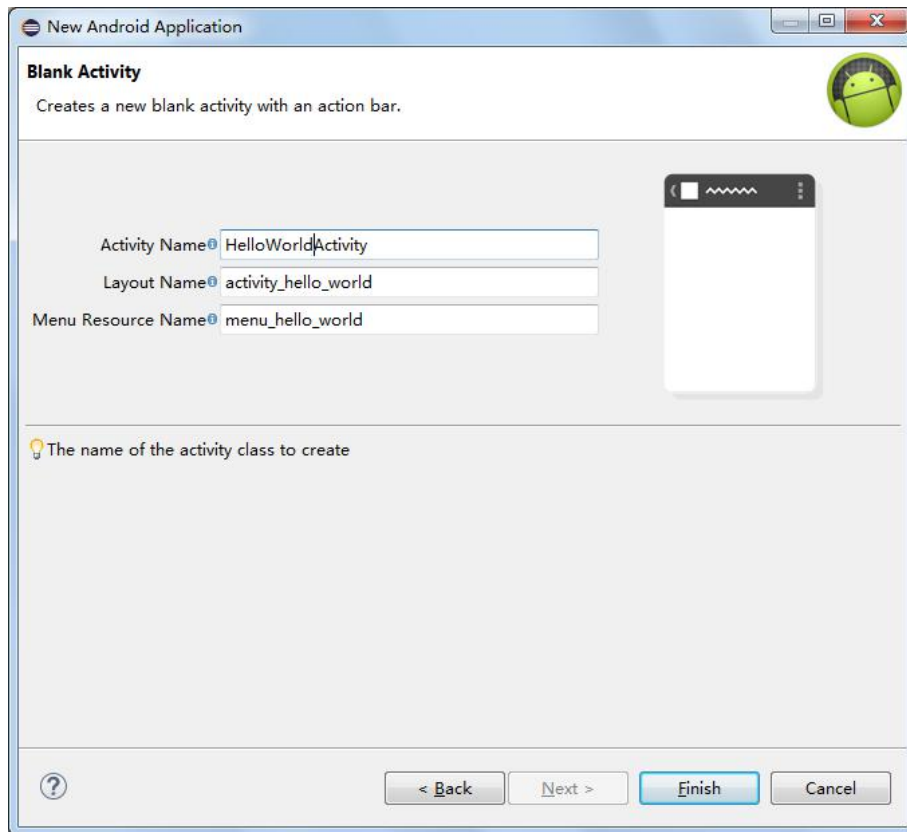 New Android Application
Blank Activity
Creates a new blank activity with an action bar.
Activity Name HelloWorldActivity
Layout Name activity_hello_world
Menu Resource Name menu_hello_world
The name of the activity class to create
? < Back Next > Finish Cancel